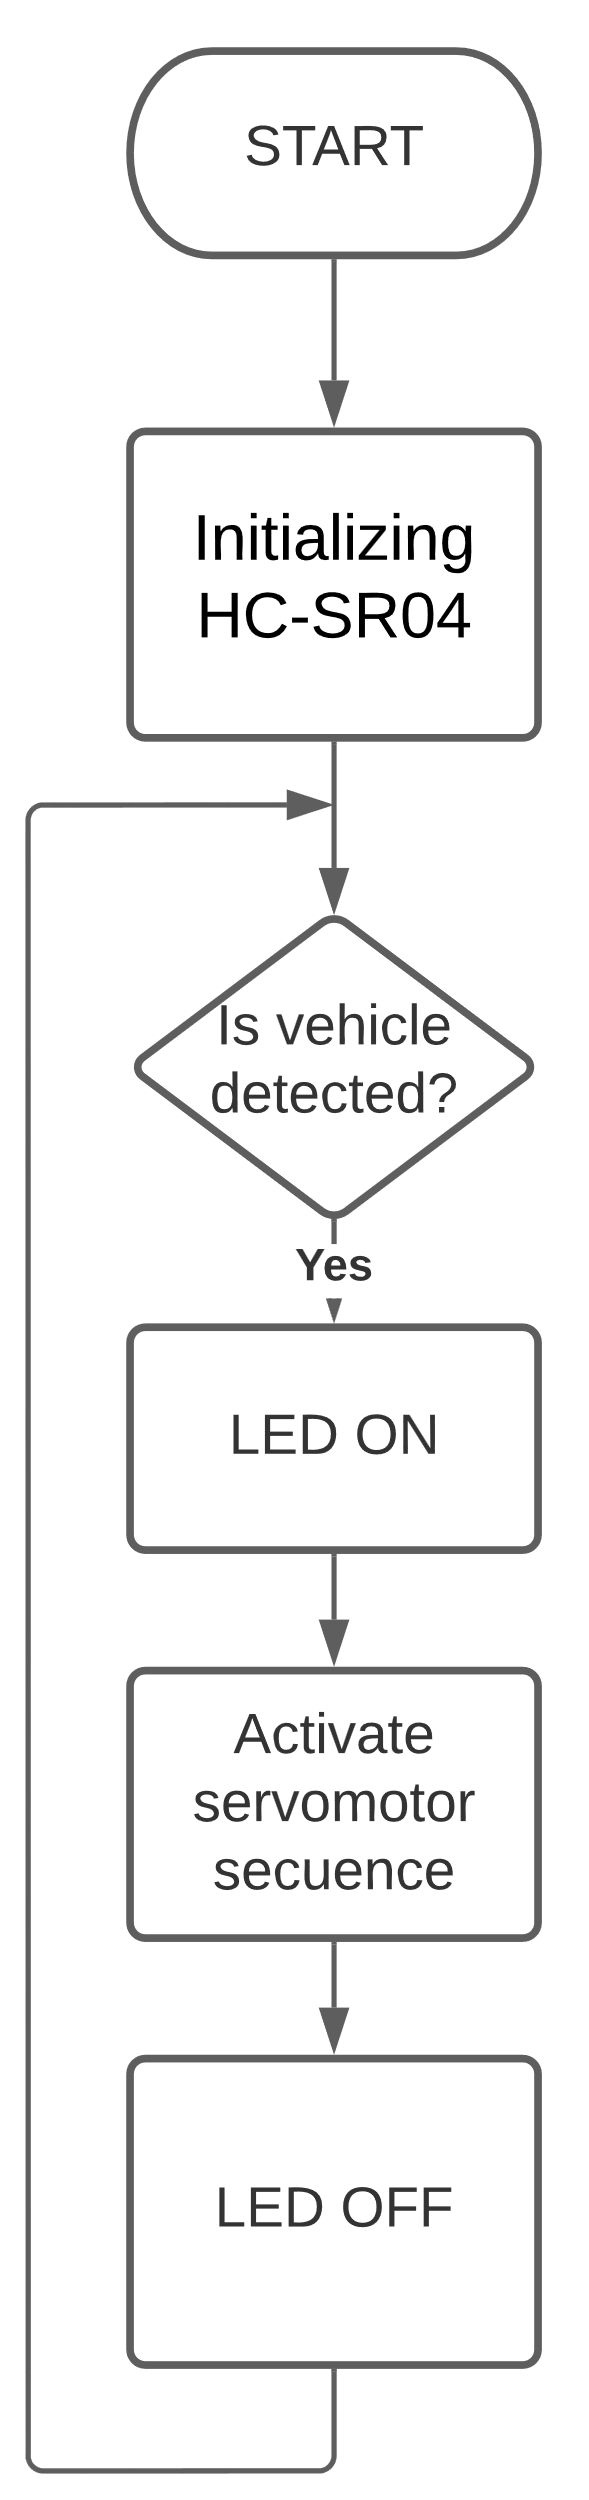 START
Initializing
HC-SR04
Is vehicle
detected?
Yes
LED ON
Activate
servomotor
secuence
LED OFF